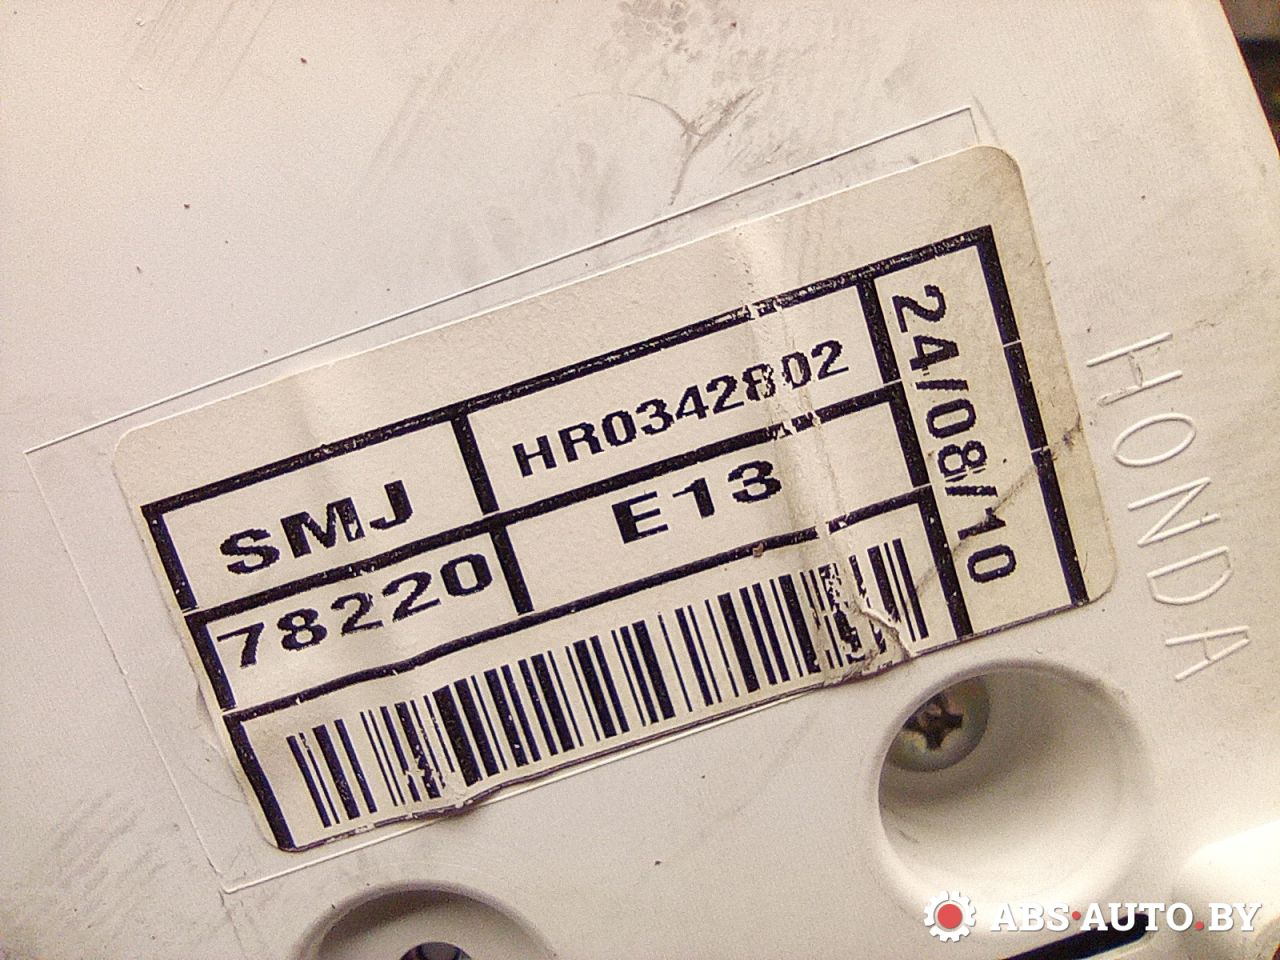 SMJ
HR0342802
78220
E13
24/08/10
HONDA
ABS-AUTO.BY